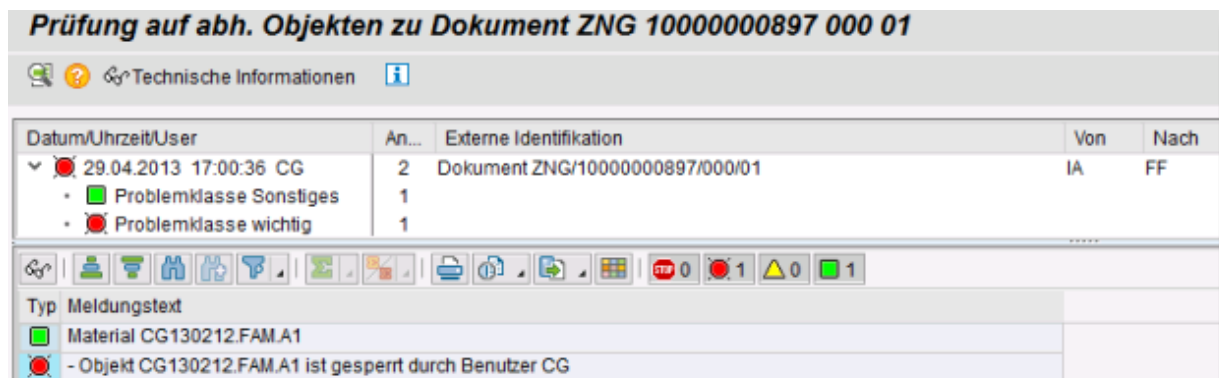 Prüfung auf abh. Objekten zu Dokument ZNG 10000000897 000 01
Technische Informationen
Datum/Uhrzeit/User An... Externe Identifikation Von Nach
29.04.2013 17:00:36 CG 2 Dokument ZNG/10000000897/000/01 IA FF
Problemklasse Sonstiges 1
Problemklasse wichtig 1
STOP 0 1 0 1
Typ Meldungstext
Material CG130212.FAM.A1
- Objekt CG130212.FAM.A1 ist gesperrt durch Benutzer CG